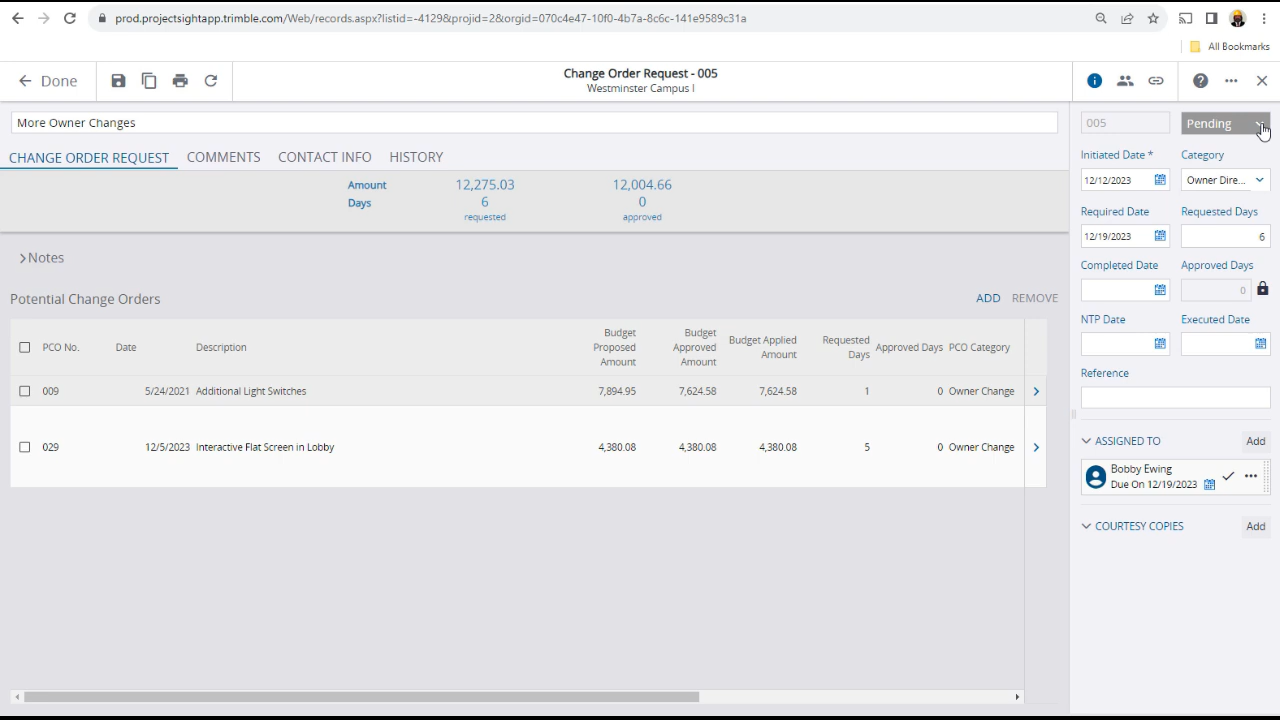 prod.projectsightapp.trimble.com/Web/records.aspx?listid=-4129&projid=2&orgid=070c4e47-10f0-4b7a-8c6c-141e9589c31a
All Bookmarks
Done
Change Order Request - 005
Westminster Campus I
More Owner Changes
005
Pending
CHANGE ORDER REQUEST COMMENTS CONTACT INFO HISTORY
Initiated Date * Category
12/12/2023 Owner Dire...
Amount 12,275.03 12,004.66
Days 6 0
requested approved
Required Date Requested Days
12/19/2023 6
Notes
Completed Date Approved Days
0
Potential Change Orders
ADD REMOVE
NTP Date Executed Date
PCO No. Date Description Budget Proposed Amount Budget Approved Amount Budget Applied Amount Requested Days Approved Days PCO Category
009 5/24/2021 Additional Light Switches 7,894.95 7,624.58 7,624.58 1 0 Owner Change
029 12/5/2023 Interactive Flat Screen in Lobby 4,380.08 4,380.08 4,380.08 5 0 Owner Change
Reference
ASSIGNED TO Add
Bobby Ewing
Due On 12/19/2023
COURTESY COPIES Add